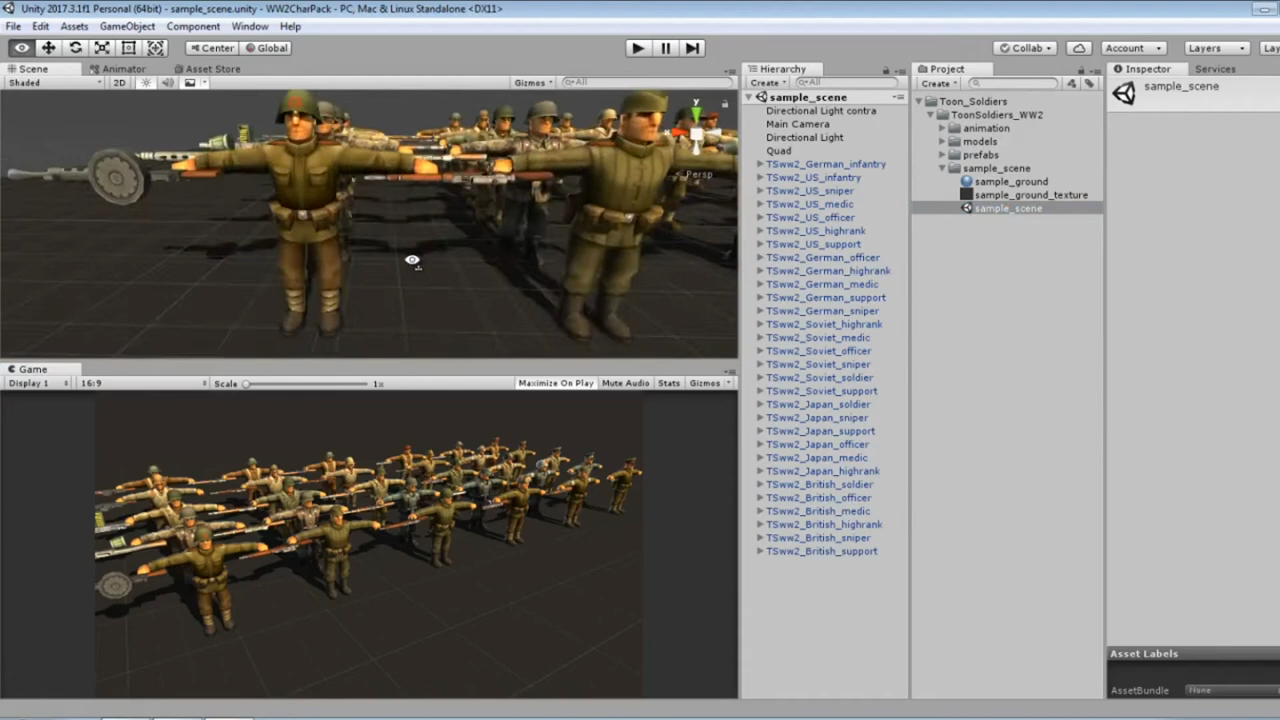 Unity 2017.3.1f1 Personal (64bit) - sample_scene.unity - WW2CharPack - PC, Mac & Linux Standalone <DX11>
File Edit Assets GameObject Component Window Help
Center Global Collab Account Layers Lay
Scene Animator Asset Store
Shaded 2D Gizmos All
y
Persp
Game
Display 1 16:9 Scale 1x Maximize On Play Mute Audio Stats Gizmos
Hierarchy
Create All
sample_scene
Directional Light contra
Main Camera
Directional Light
Quad
TSww2_German_infantry
TSww2_US_infantry
TSww2_US_sniper
TSww2_US_medic
TSww2_US_officer
TSww2_US_highrank
TSww2_US_support
TSww2_German_officer
TSww2_German_highrank
TSww2_German_medic
TSww2_German_support
TSww2_German_sniper
TSww2_Soviet_highrank
TSww2_Soviet_medic
TSww2_Soviet_officer
TSww2_Soviet_sniper
TSww2_Soviet_soldier
TSww2_Soviet_support
TSww2_Japan_soldier
TSww2_Japan_sniper
TSww2_Japan_support
TSww2_Japan_officer
TSww2_Japan_medic
TSww2_Japan_highrank
TSww2_British_soldier
TSww2_British_officer
TSww2_British_medic
TSww2_British_highrank
TSww2_British_sniper
TSww2_British_support
Project
Create
Toon_Soldiers
ToonSoldiers_WW2
animation
models
prefabs
sample_scene
sample_ground
sample_ground_texture
sample_scene
Inspector Services
sample_scene
Asset Labels
AssetBundle None